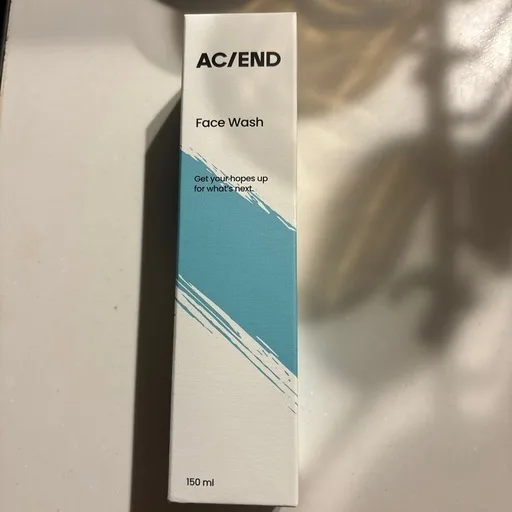 AC/END
Face Wash
Get your hopes up
for what's next.
150 ml